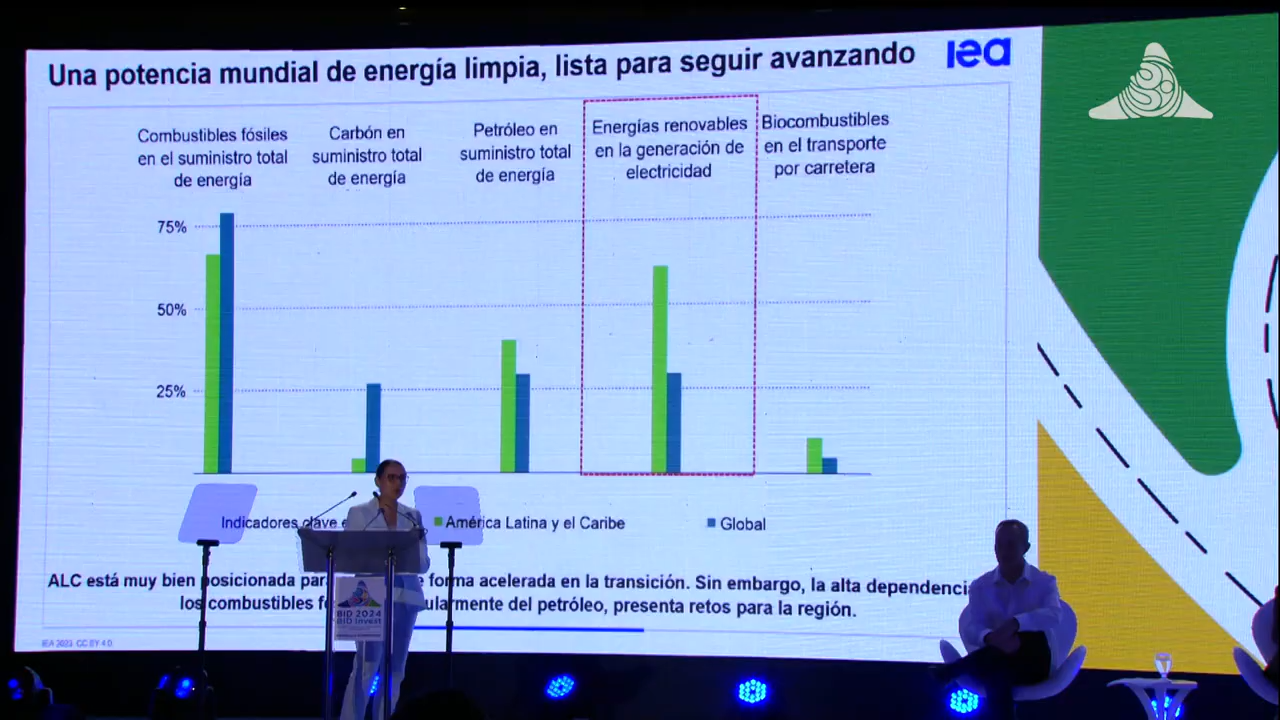 Una potencia mundial de energía limpia, lista para seguir avanzando
iea
Combustibles fósiles
en el suministro total
de energía
Carbón en
suministro total
de energía
Petróleo en
suministro total
de energía
Energías renovables
en la generación de
electricidad
Biocombustibles
en el transporte
por carretera
75%
50%
25%
Indicadores clave
América Latina y el Caribe
Global
ALC está muy bien posicionada forma acelerada en la transición. Sin embargo, la alta
los combustibles del petróleo, presenta retos para la región.
IEA 2023 CC BY 4.0
BID 2024
BID Invest